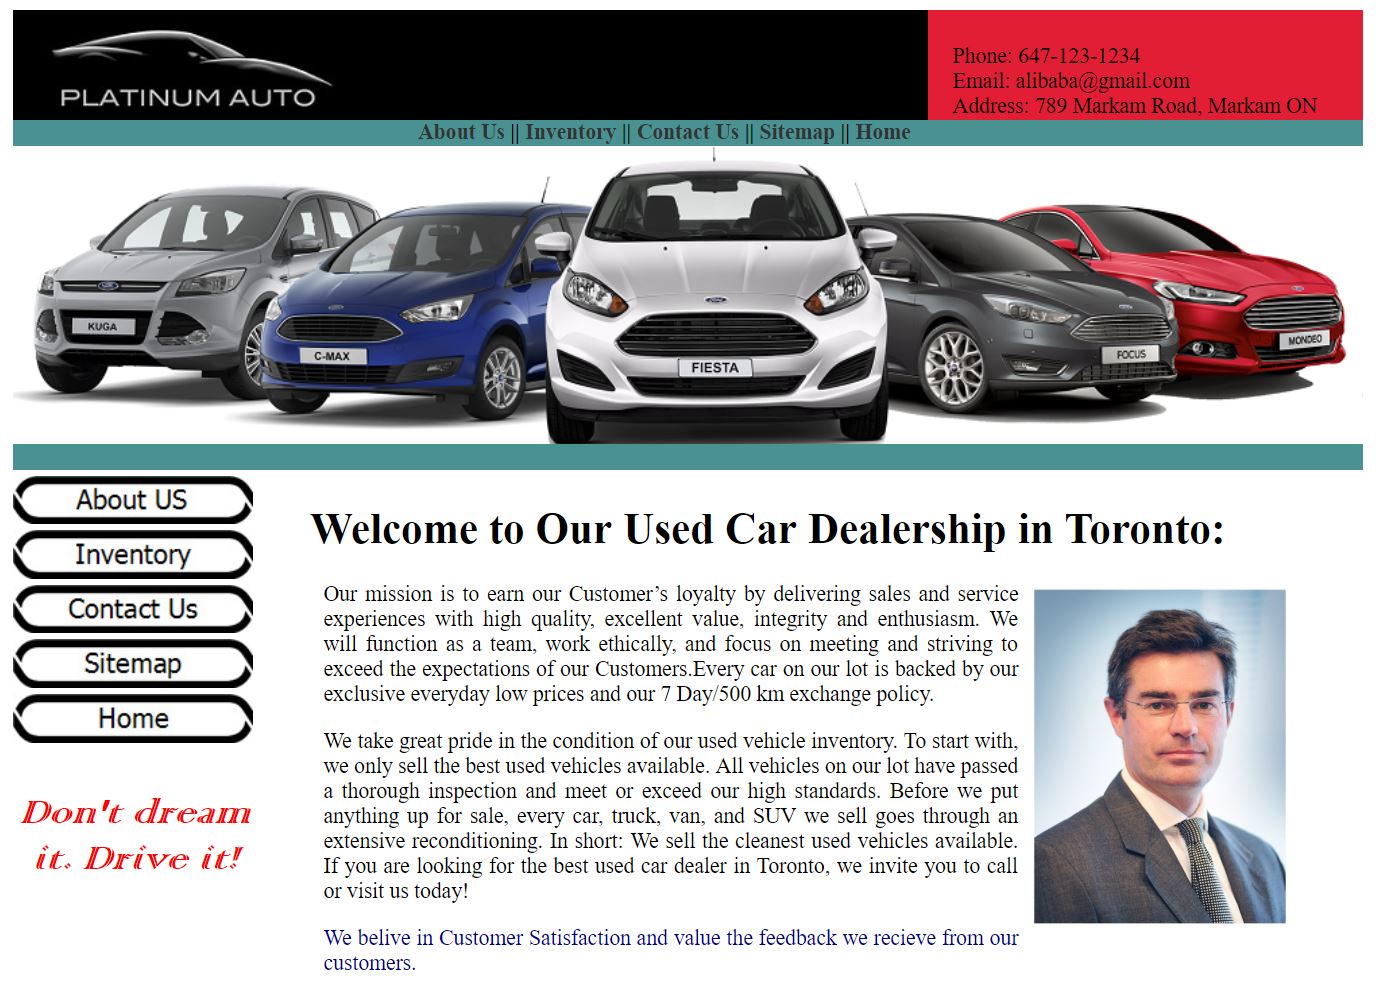 PLATINUM AUTO
Phone: 647-123-1234
Email: alibaba@gmail.com
Address: 789 Markam Road, Markam ON
About Us || Inventory || Contact Us || Sitemap || Home
KUGA
C-MAX
FIESTA
FOCUS
MONDEO
About US
Inventory
Contact Us
Sitemap
Home
Don't dream
it. Drive it!
Welcome to Our Used Car Dealership in Toronto:
Our mission is to earn our Customer’s loyalty by delivering sales and service
experiences with high quality, excellent value, integrity and enthusiasm. We
will function as a team, work ethically, and focus on meeting and striving to
exceed the expectations of our Customers.Every car on our lot is backed by our
exclusive everyday low prices and our 7 Day/500 km exchange policy.
We take great pride in the condition of our used vehicle inventory. To start with,
we only sell the best used vehicles available. All vehicles on our lot have passed
a thorough inspection and meet or exceed our high standards. Before we put
anything up for sale, every car, truck, van, and SUV we sell goes through an
extensive reconditioning. In short: We sell the cleanest used vehicles available.
If you are looking for the best used car dealer in Toronto, we invite you to call
or visit us today!
We belive in Customer Satisfaction and value the feedback we recieve from our
customers.